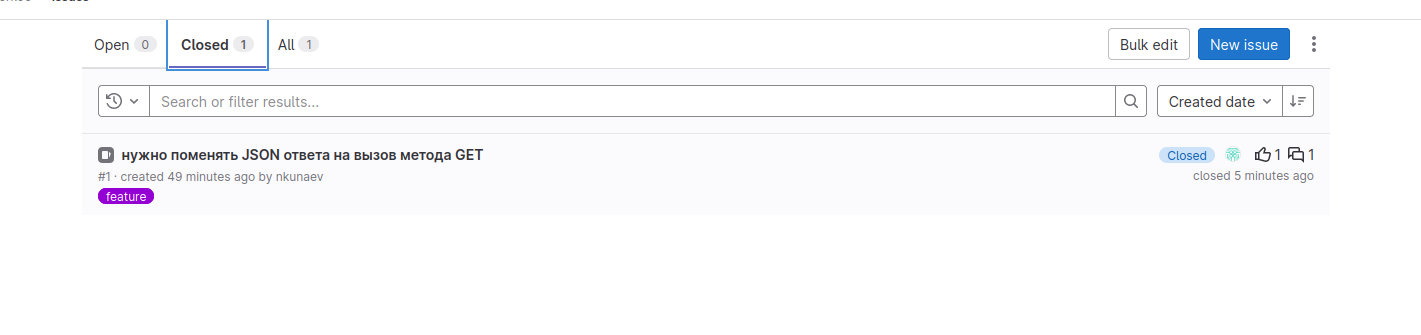 Open 0 Closed 1 All 1 Bulk edit New issue
Search or filter results... Created date
нужно поменять JSON ответа на вызов метода GET Closed 1 1
#1 · created 49 minutes ago by nkunaev closed 5 minutes ago
feature